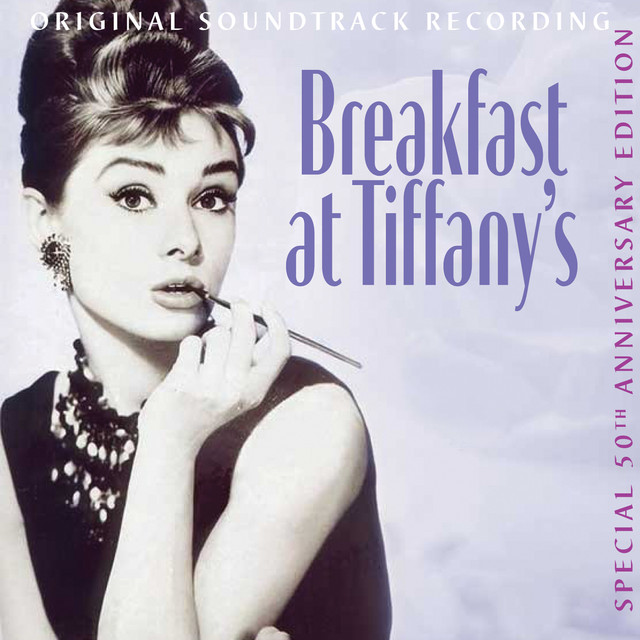 ORIGINAL SOUNDTRACK RECORDING
Breakfast
at Tiffany's
SPECIAL 50TH ANNIVERSARY EDITION